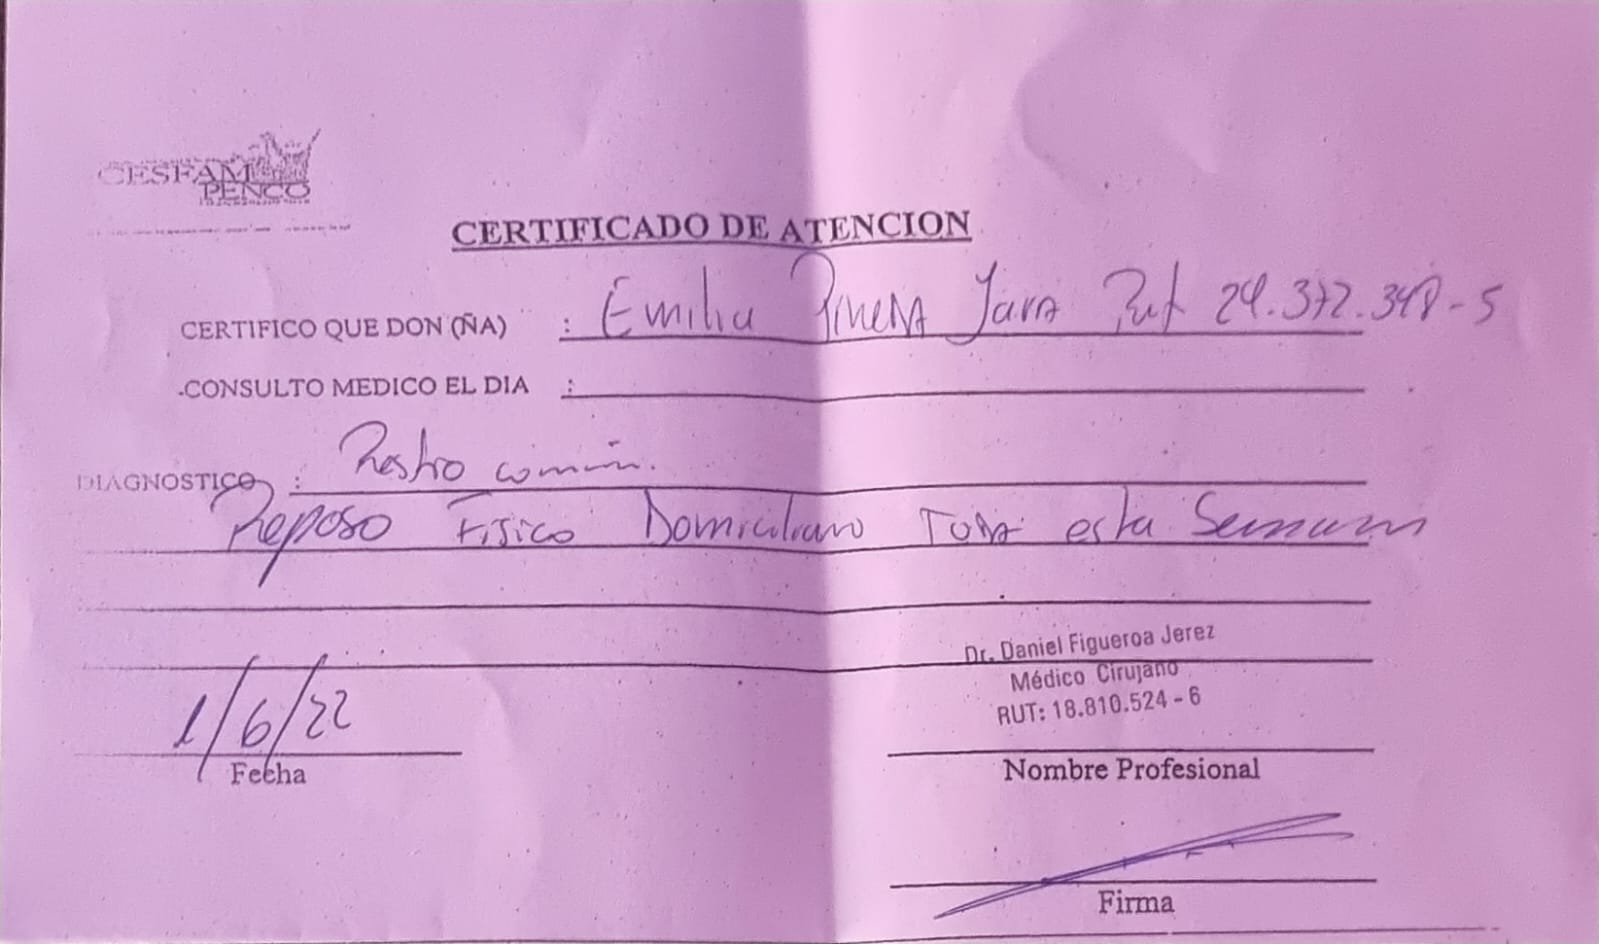 CESFAM
PENCO
CERTIFICADO DE ATENCION
CERTIFICO QUE DON (ÑA) : Emilia Jara Rut 24.372.348-5
.CONSULTO MEDICO EL DIA :
DIAGNOSTICO : Resfrio común.
Reposo Fisico Domiciliario Toda esta Semana
Dr. Daniel Figueroa Jerez
Médico Cirujano
RUT: 18.810.524 - 6
1/6/22
Fecha
Nombre Profesional
Firma